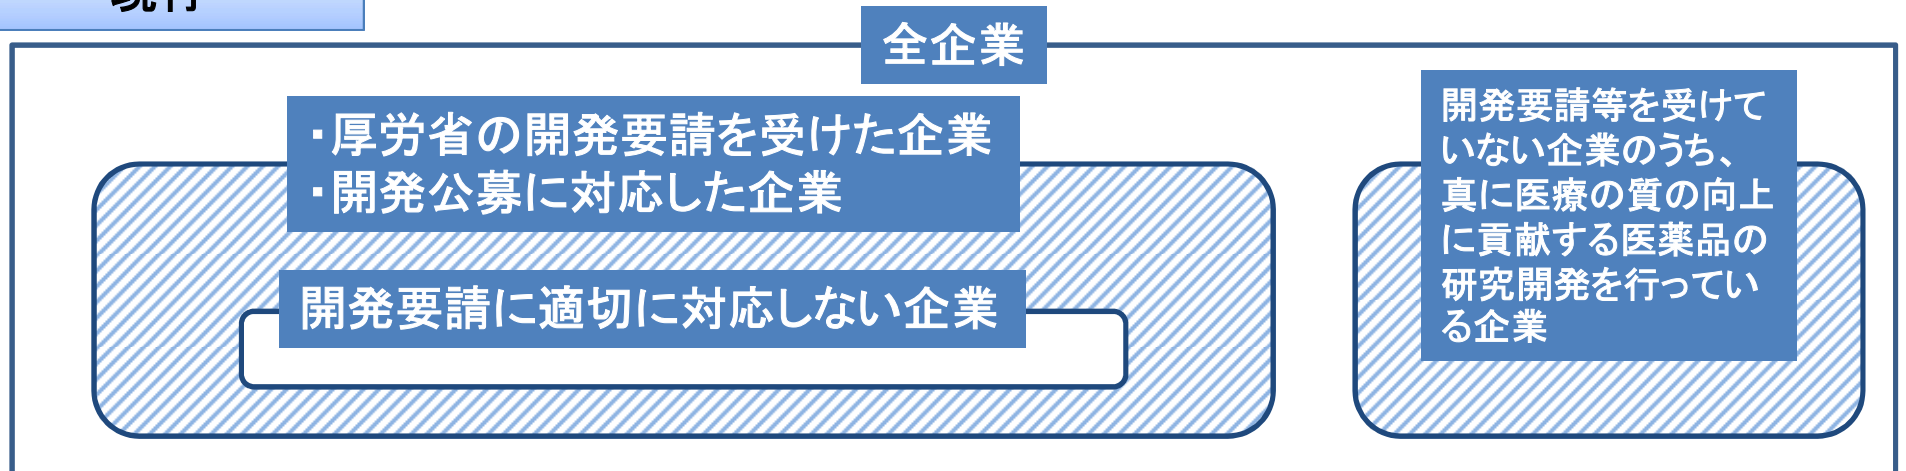 現行
全企業
・厚労省の開発要請を受けた企業
・開発公募に対応した企業
開発要請に適切に対応しない企業
開発要請等を受けて
いない企業のうち、
真に医療の質の向上
に貢献する医薬品の
研究開発を行ってい
る企業